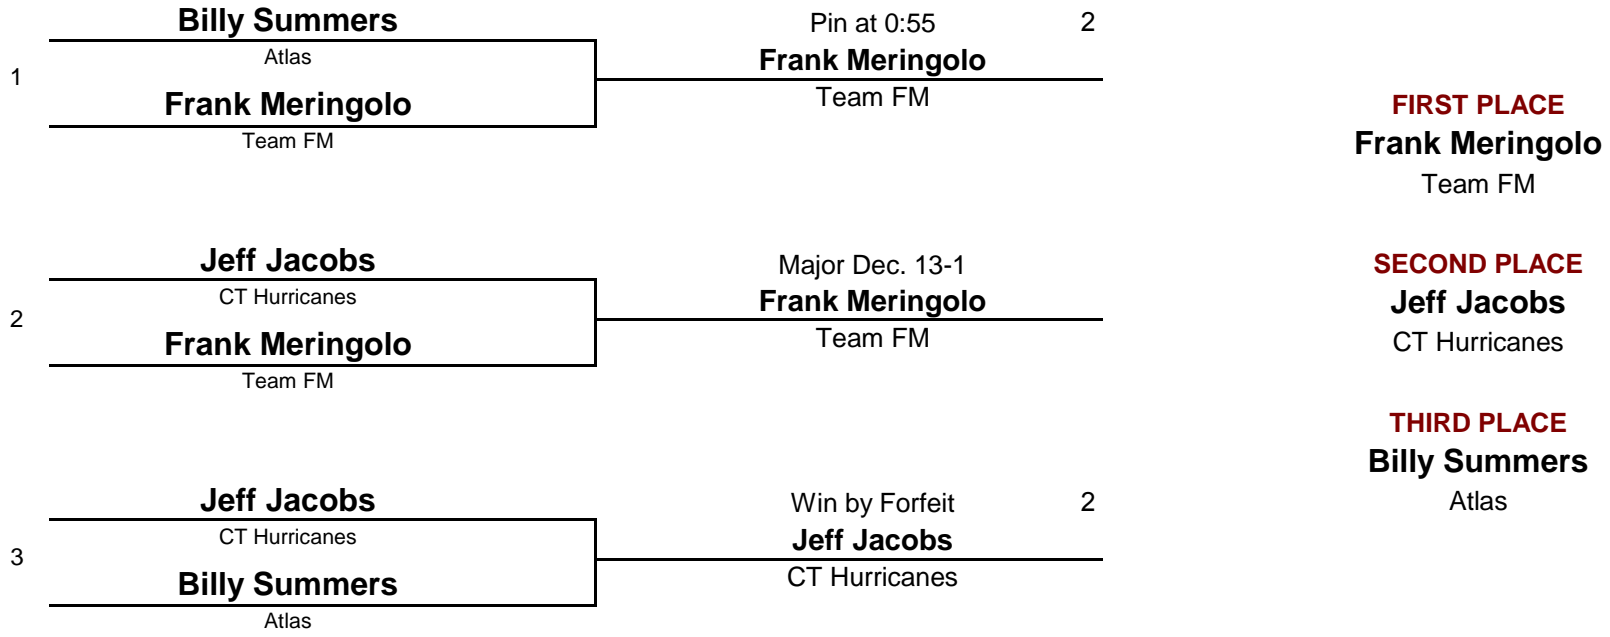 Billy Summers
Atlas
1
Frank Meringolo
Team FM
Pin at 0:55 2
Frank Meringolo
Team FM
Jeff Jacobs
CT Hurricanes
2
Frank Meringolo
Team FM
Major Dec. 13-1
Frank Meringolo
Team FM
Jeff Jacobs
CT Hurricanes
3
Billy Summers
Atlas
Win by Forfeit 2
Jeff Jacobs
CT Hurricanes
FIRST PLACE
Frank Meringolo
Team FM
SECOND PLACE
Jeff Jacobs
CT Hurricanes
THIRD PLACE
Billy Summers
Atlas